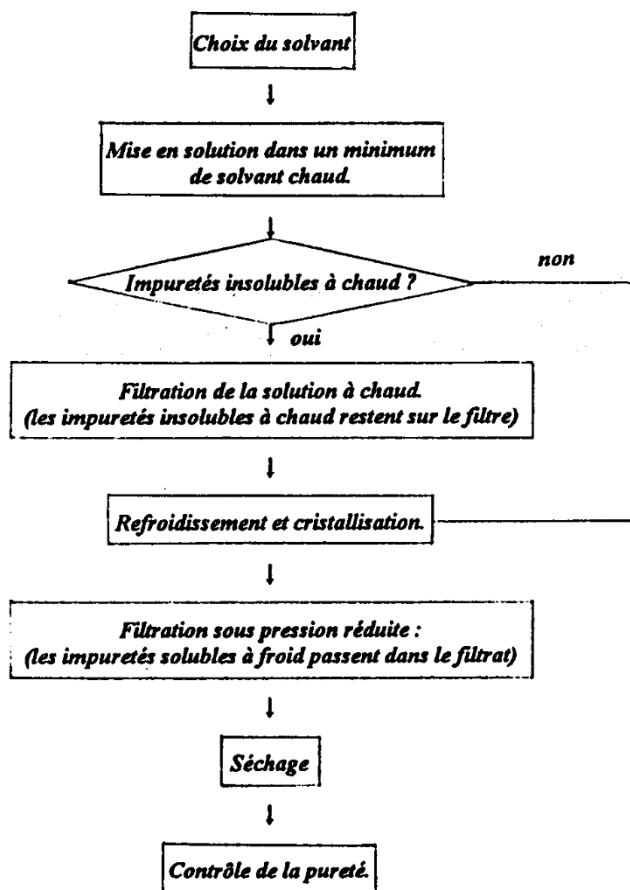 Choix du solvant
Mise en solution dans un minimum
de solvant chaud.
Impuretés insolubles à chaud ?
non
oui
Filtration de la solution à chaud.
(les impuretés insolubles à chaud restent sur le filtre)
Refroidissement et cristallisation.
Filtration sous pression réduite :
(les impuretés solubles à froid passent dans le filtrat)
Séchage
Contrôle de la pureté.